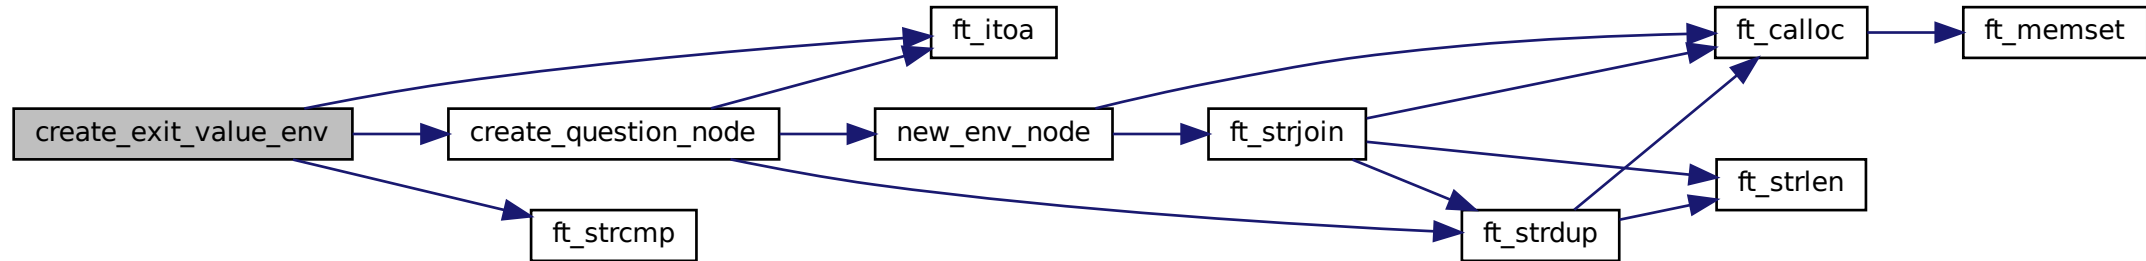 create_exit_value_env
create_question_node
ft_itoa
new_env_node
ft_strjoin
ft_calloc
ft_memset
ft_strlen
ft_strdup
ft_strcmp